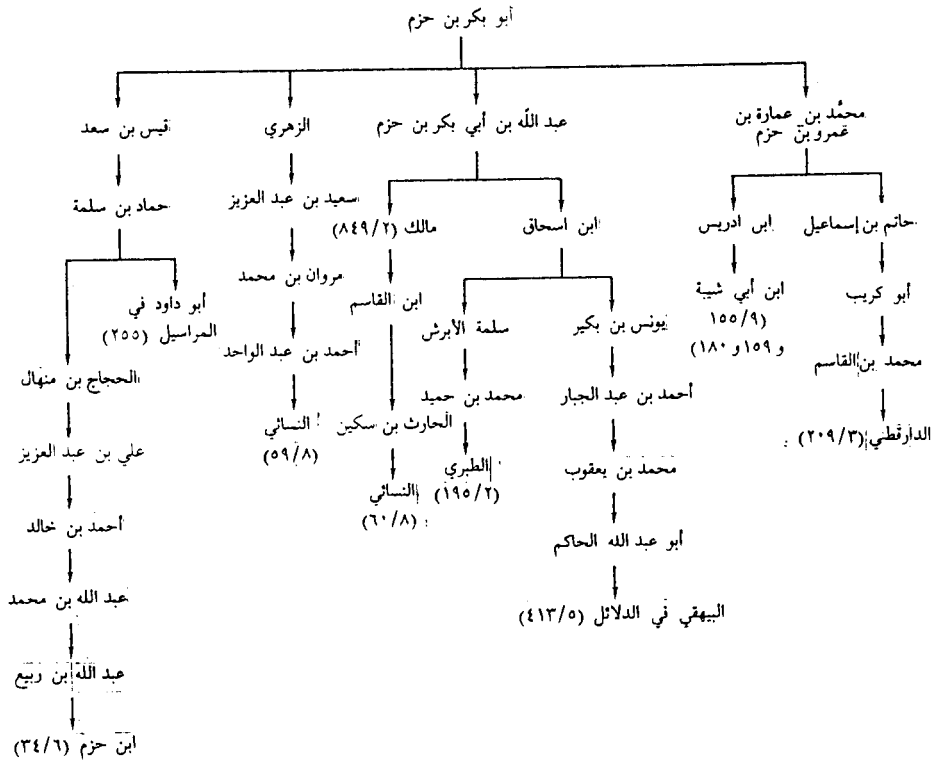 أبو بكر بن حزم
محمَّد بن عمارة بن
عمرو بن حزم
عبد اللّه بن أبي بكر بن حزم
الزهري
قيس بن سعد
حاتم بن إسماعيل
ابن ادريس
ابن اسحاق
مالك (٨٤٩/٢)
سعيد بن عبد العزيز
حماد بن سلمة
أبو كريب
ابن أبي شيبة
(١٥٥/٩
و ١٥٩ و ١٨٠)
يونس بن بكير
سلمة الأبرش
ابن القاسم
مروان بن محمد
أبو داود في
المراسيل (٢٥٥)
محمد بن القاسم
أحمد بن عبد الجبار
محمد بن حميد
الحارث بن سكين
أحمد بن عبد الواحد
الحجاج بن منهال
الدارقطي (٢٠٩/٣)
محمد بن يعقوب
الطبري
(١٩٥/٢)
النسائي
(٦٠/٨)
النسائي
(٥٩/٨)
علي بن عبد العزيز
أبو عبد الله الحاكم
أحمد بن خالد
البيهقي في الدلائل (٤١٣/٥)
عبد الله بن محمد
عبد الله بن ربيع
ابن حزم (٣٤/٦)